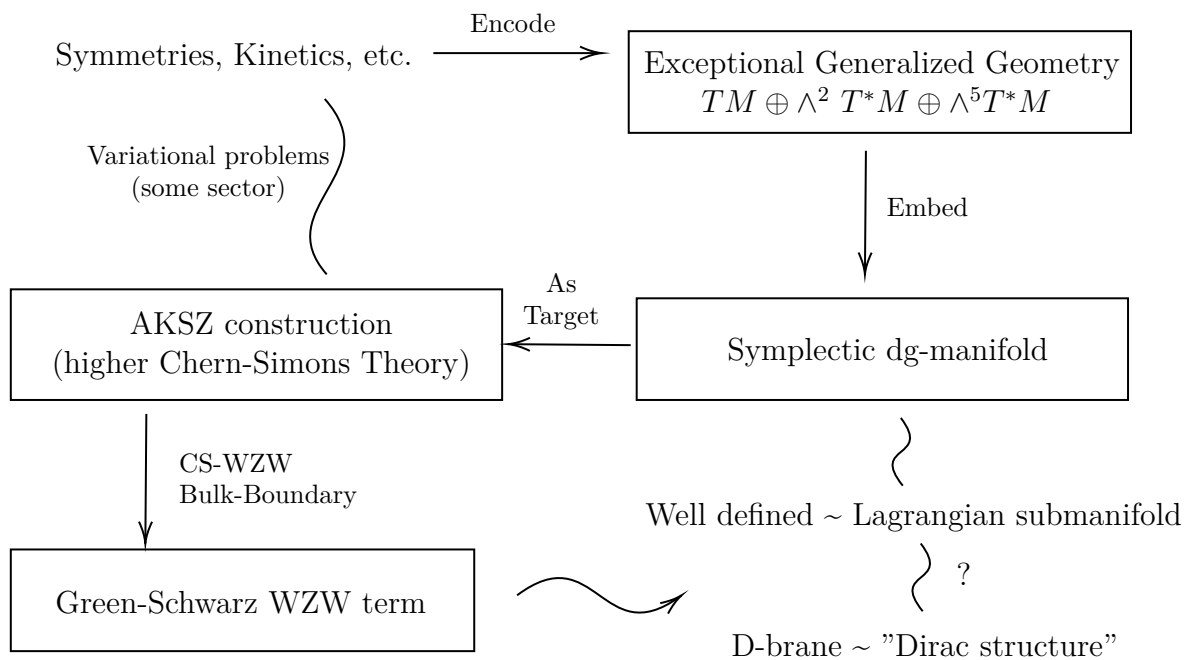 Symmetries, Kinetics, etc.
Encode
Exceptional Generalized Geometry
TM ⊕ ∧² T*M ⊕ ∧⁵T*M
Variational problems
(some sector)
Embed
AKSZ construction
(higher Chern-Simons Theory)
As
Target
Symplectic dg-manifold
CS-WZW
Bulk-Boundary
Well defined ~ Lagrangian submanifold
?
Green-Schwarz WZW term
D-brane ~ "Dirac structure"